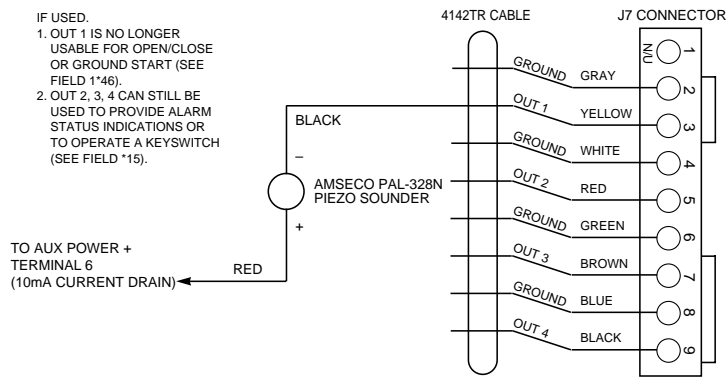 IF USED.
1. OUT 1 IS NO LONGER
USABLE FOR OPEN/CLOSE
OR GROUND START (SEE
FIELD 1*46).
2. OUT 2, 3, 4 CAN STILL BE
USED TO PROVIDE ALARM
STATUS INDICATIONS OR
TO OPERATE A KEYSWITCH
(SEE FIELD *15).
4142TR CABLE
J7 CONNECTOR
BLACK
–
AMSECO PAL-328N
PIEZO SOUNDER
+
TO AUX POWER +
TERMINAL 6
(10mA CURRENT DRAIN)
RED
N/U
1
GROUND GRAY 2
OUT 1 YELLOW 3
GROUND WHITE 4
OUT 2 RED 5
GROUND GREEN 6
OUT 3 BROWN 7
GROUND BLUE 8
OUT 4 BLACK 9